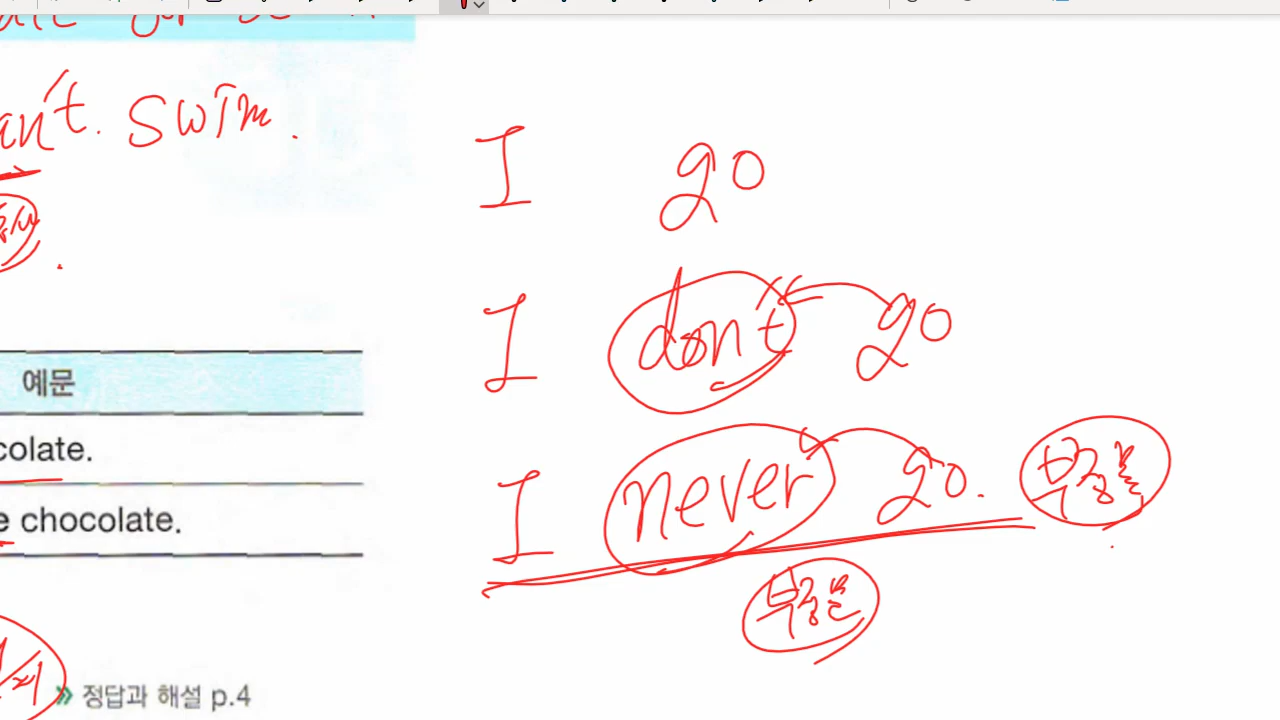 can't. swim.
I go
I don't go
예문
colate.
I never go. 부정문
e chocolate.
부정문
정답과 해설 p.4